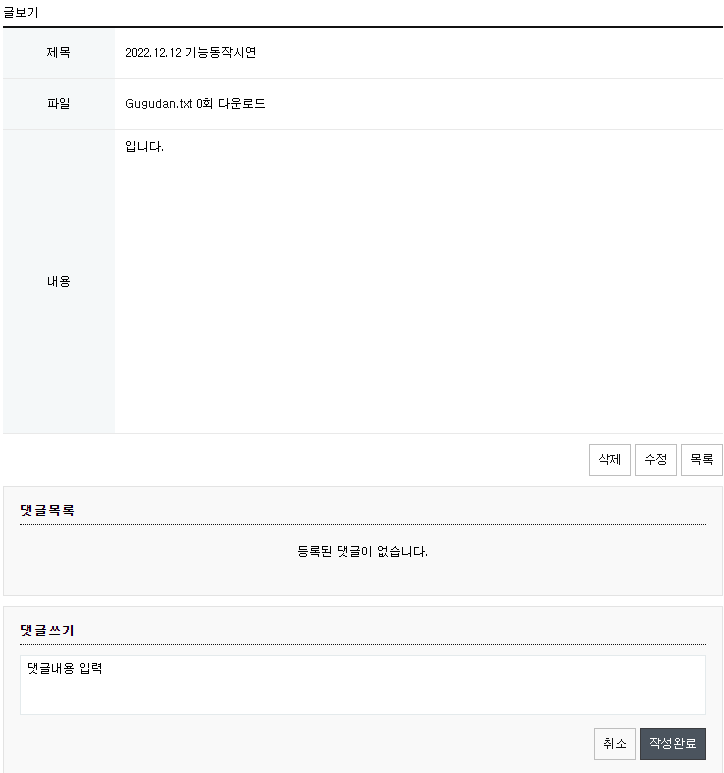 글보기
제목 2022.12.12 기능동작시연
파일 Gugudan.txt 0회 다운로드
입니다.
내용
삭제 수정 목록
댓글목록
등록된 댓글이 없습니다.
댓글쓰기
댓글내용 입력
취소 작성완료